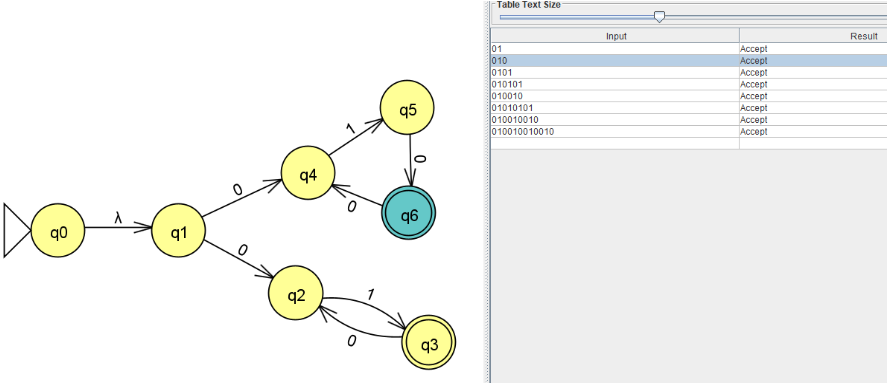 Table Text Size
Input Result
01 Accept
010 Accept
0101 Accept
010101 Accept
010010 Accept
01010101 Accept
010010010 Accept
010010010010 Accept
q5
1
0
q4
0
0
q6
λ
q0
q1
0
q2
1
0
q3